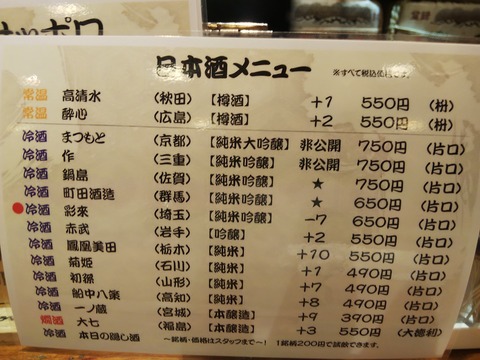 日本酒メニュー ※すべて税込価格です。
常温 高清水 〈秋田〉【樽酒】 +1 550円 (枡)
常温 酔心 〈広島〉【樽酒】 +2 550円 (枡)
冷酒 まつもと 〈京都〉【純米大吟醸】 非公開 750円 (片口)
冷酒 作 〈三重〉【純米吟醸】 非公開 750円 (片口)
冷酒 鍋島 〈佐賀〉【純米吟醸】 ★ 750円 (片口)
冷酒 町田酒造 〈群馬〉【純米吟醸】 ★ 650円 (片口)
●冷酒 彩來 〈埼玉〉【純米吟醸】 -7 650円 (片口)
冷酒 赤武 〈岩手〉【吟醸】 +2 550円 (片口)
冷酒 鳳凰美田 〈栃木〉【純米】 +10 550円 (片口)
冷酒 菊姫 〈石川〉【純米】 +1 490円 (片口)
冷酒 初孫 〈山形〉【純米】 +7 490円 (片口)
冷酒 船中八策 〈高知〉【純米】 +8 490円 (片口)
冷酒 一ノ蔵 〈宮城〉【本醸造】 +9 390円 (片口)
燗酒 大七 〈福島〉【本醸造】 +3 550円 (大徳利)
冷酒 本日の隠し酒 ～銘柄・価格はスタッフまで～! 1銘柄200円で試飲できます。